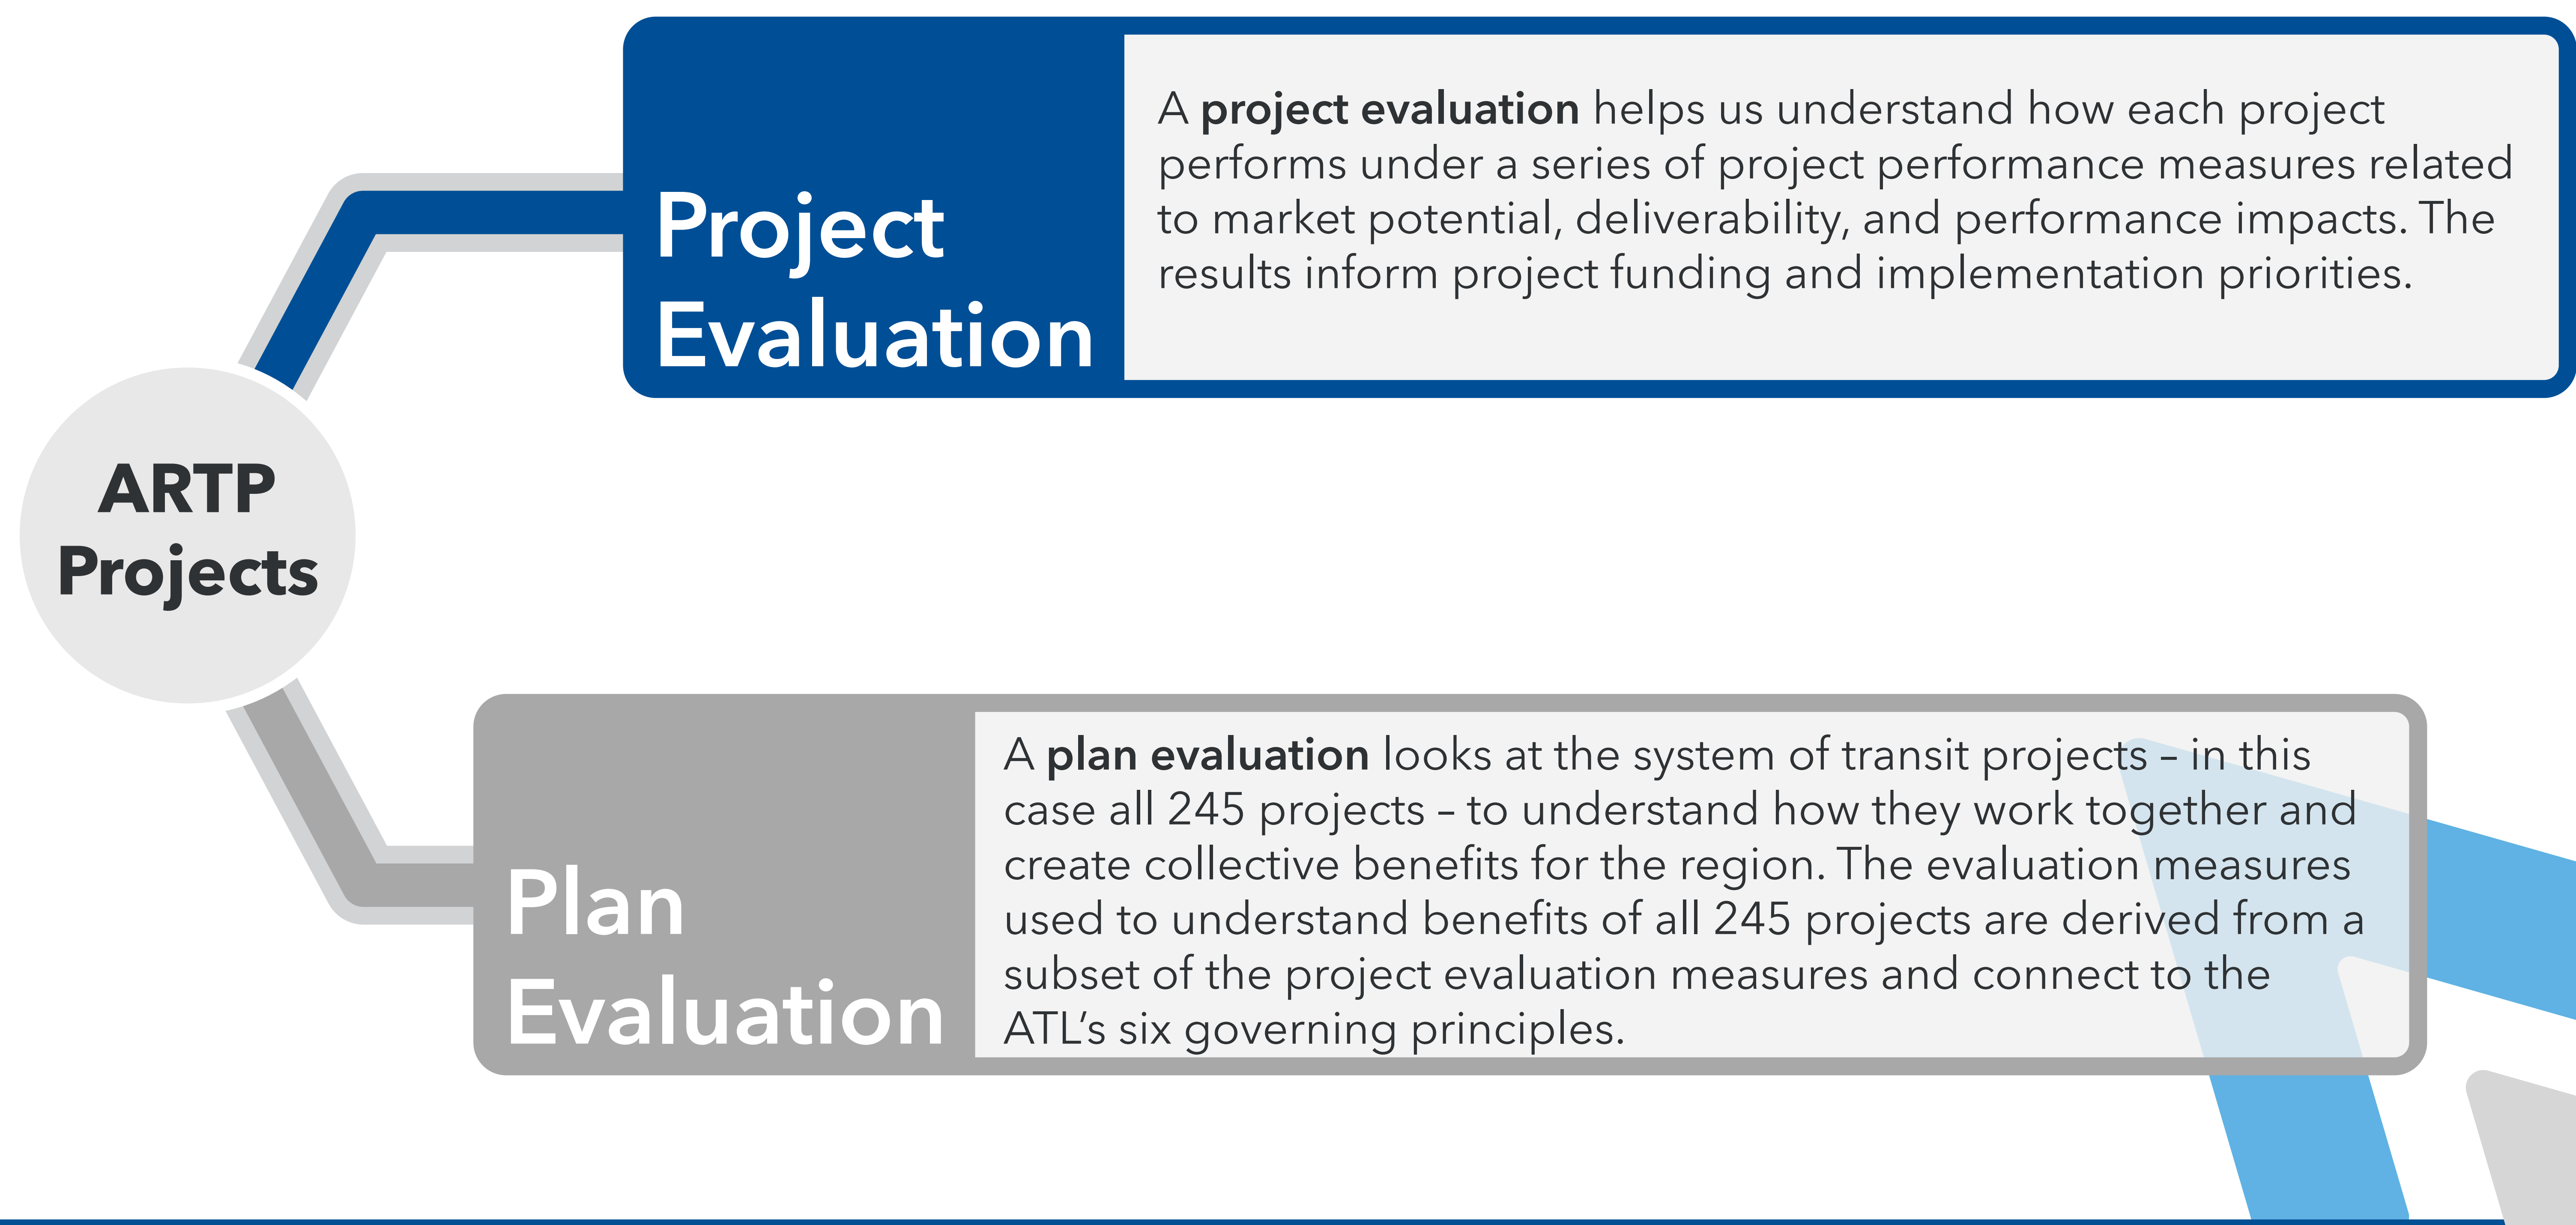 ARTP
Projects
Project
Evaluation
A project evaluation helps us understand how each project
performs under a series of project performance measures related
to market potential, deliverability, and performance impacts. The
results inform project funding and implementation priorities.
Plan
Evaluation
A plan evaluation looks at the system of transit projects – in this
case all 245 projects – to understand how they work together and
create collective benefits for the region. The evaluation measures
used to understand benefits of all 245 projects are derived from a
subset of the project evaluation measures and connect to the
ATL’s six governing principles.